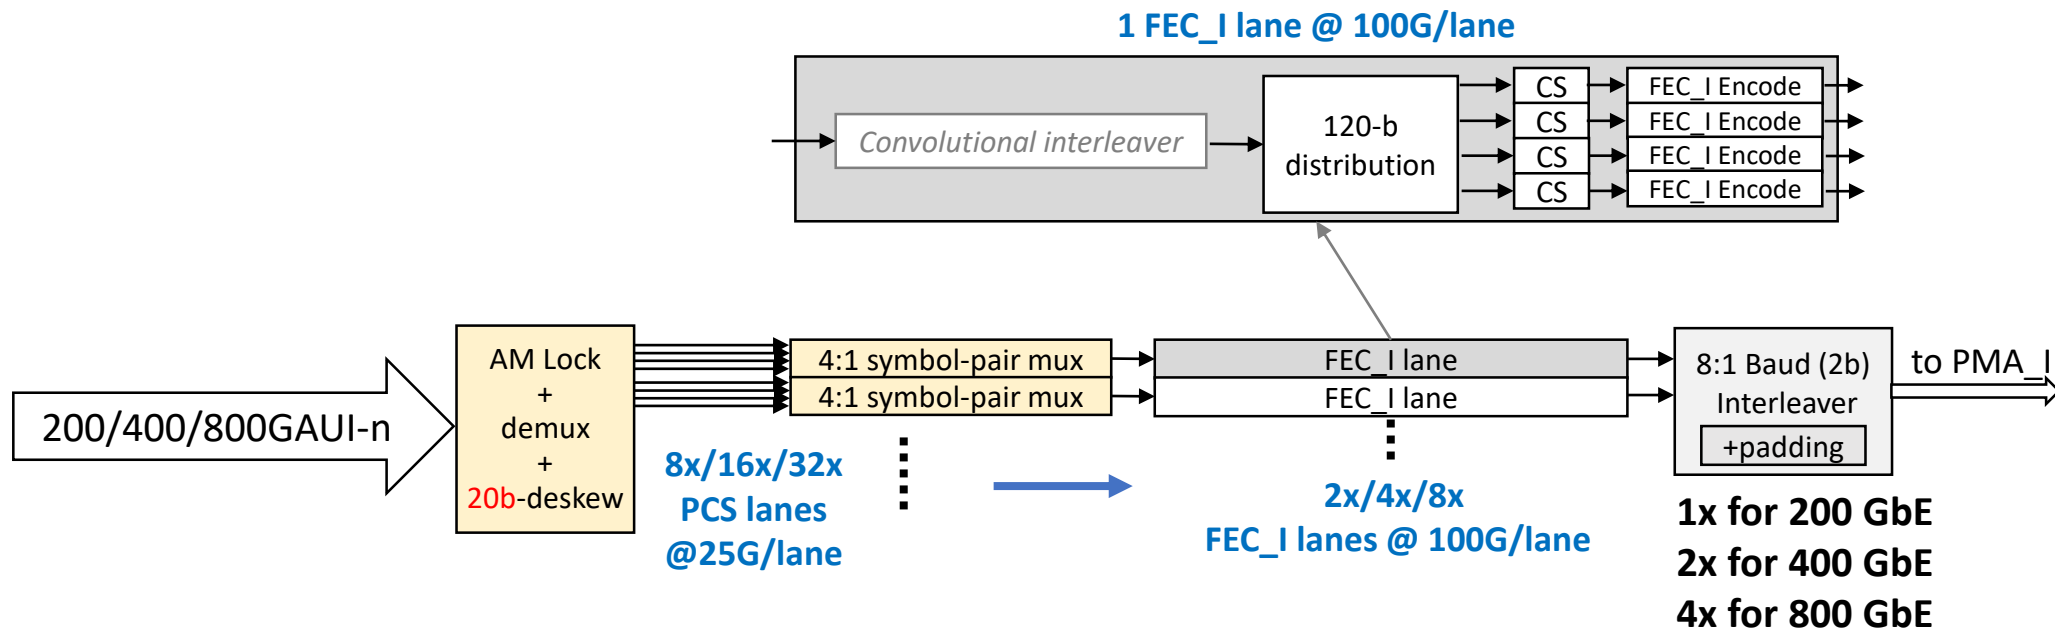 1 FEC_I lane @ 100G/lane
Convolutional interleaver
120-b
distribution
CS
FEC_I Encode
CS
FEC_I Encode
CS
FEC_I Encode
CS
FEC_I Encode
200/400/800GAUI-n
AM Lock
+
demux
+
20b-deskew
8x/16x/32x
PCS lanes
@25G/lane
4:1 symbol-pair mux
4:1 symbol-pair mux
FEC_I lane
FEC_I lane
2x/4x/8x
FEC_I lanes @ 100G/lane
8:1 Baud (2b)
Interleaver
+padding
to PMA_I
1x for 200 GbE
2x for 400 GbE
4x for 800 GbE